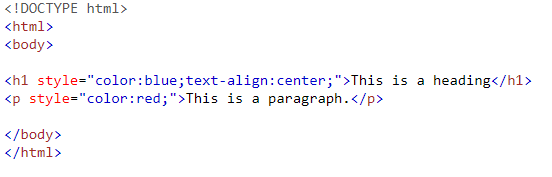 <!DOCTYPE html>
<html>
<body>
<h1 style="color:blue;text-align:center;">This is a heading</h1>
<p style="color:red;">This is a paragraph.</p>
</body>
</html>